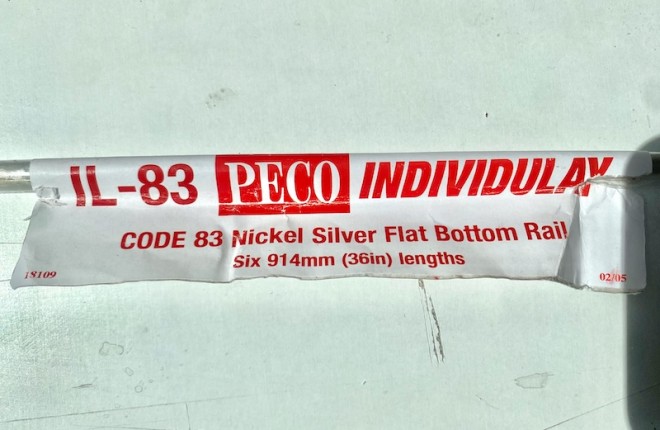 IL-83 PECO INDIVIDULAY
CODE 83 Nickel Silver Flat Bottom Rail
Six 914mm (36in) lengths
18109 02/05